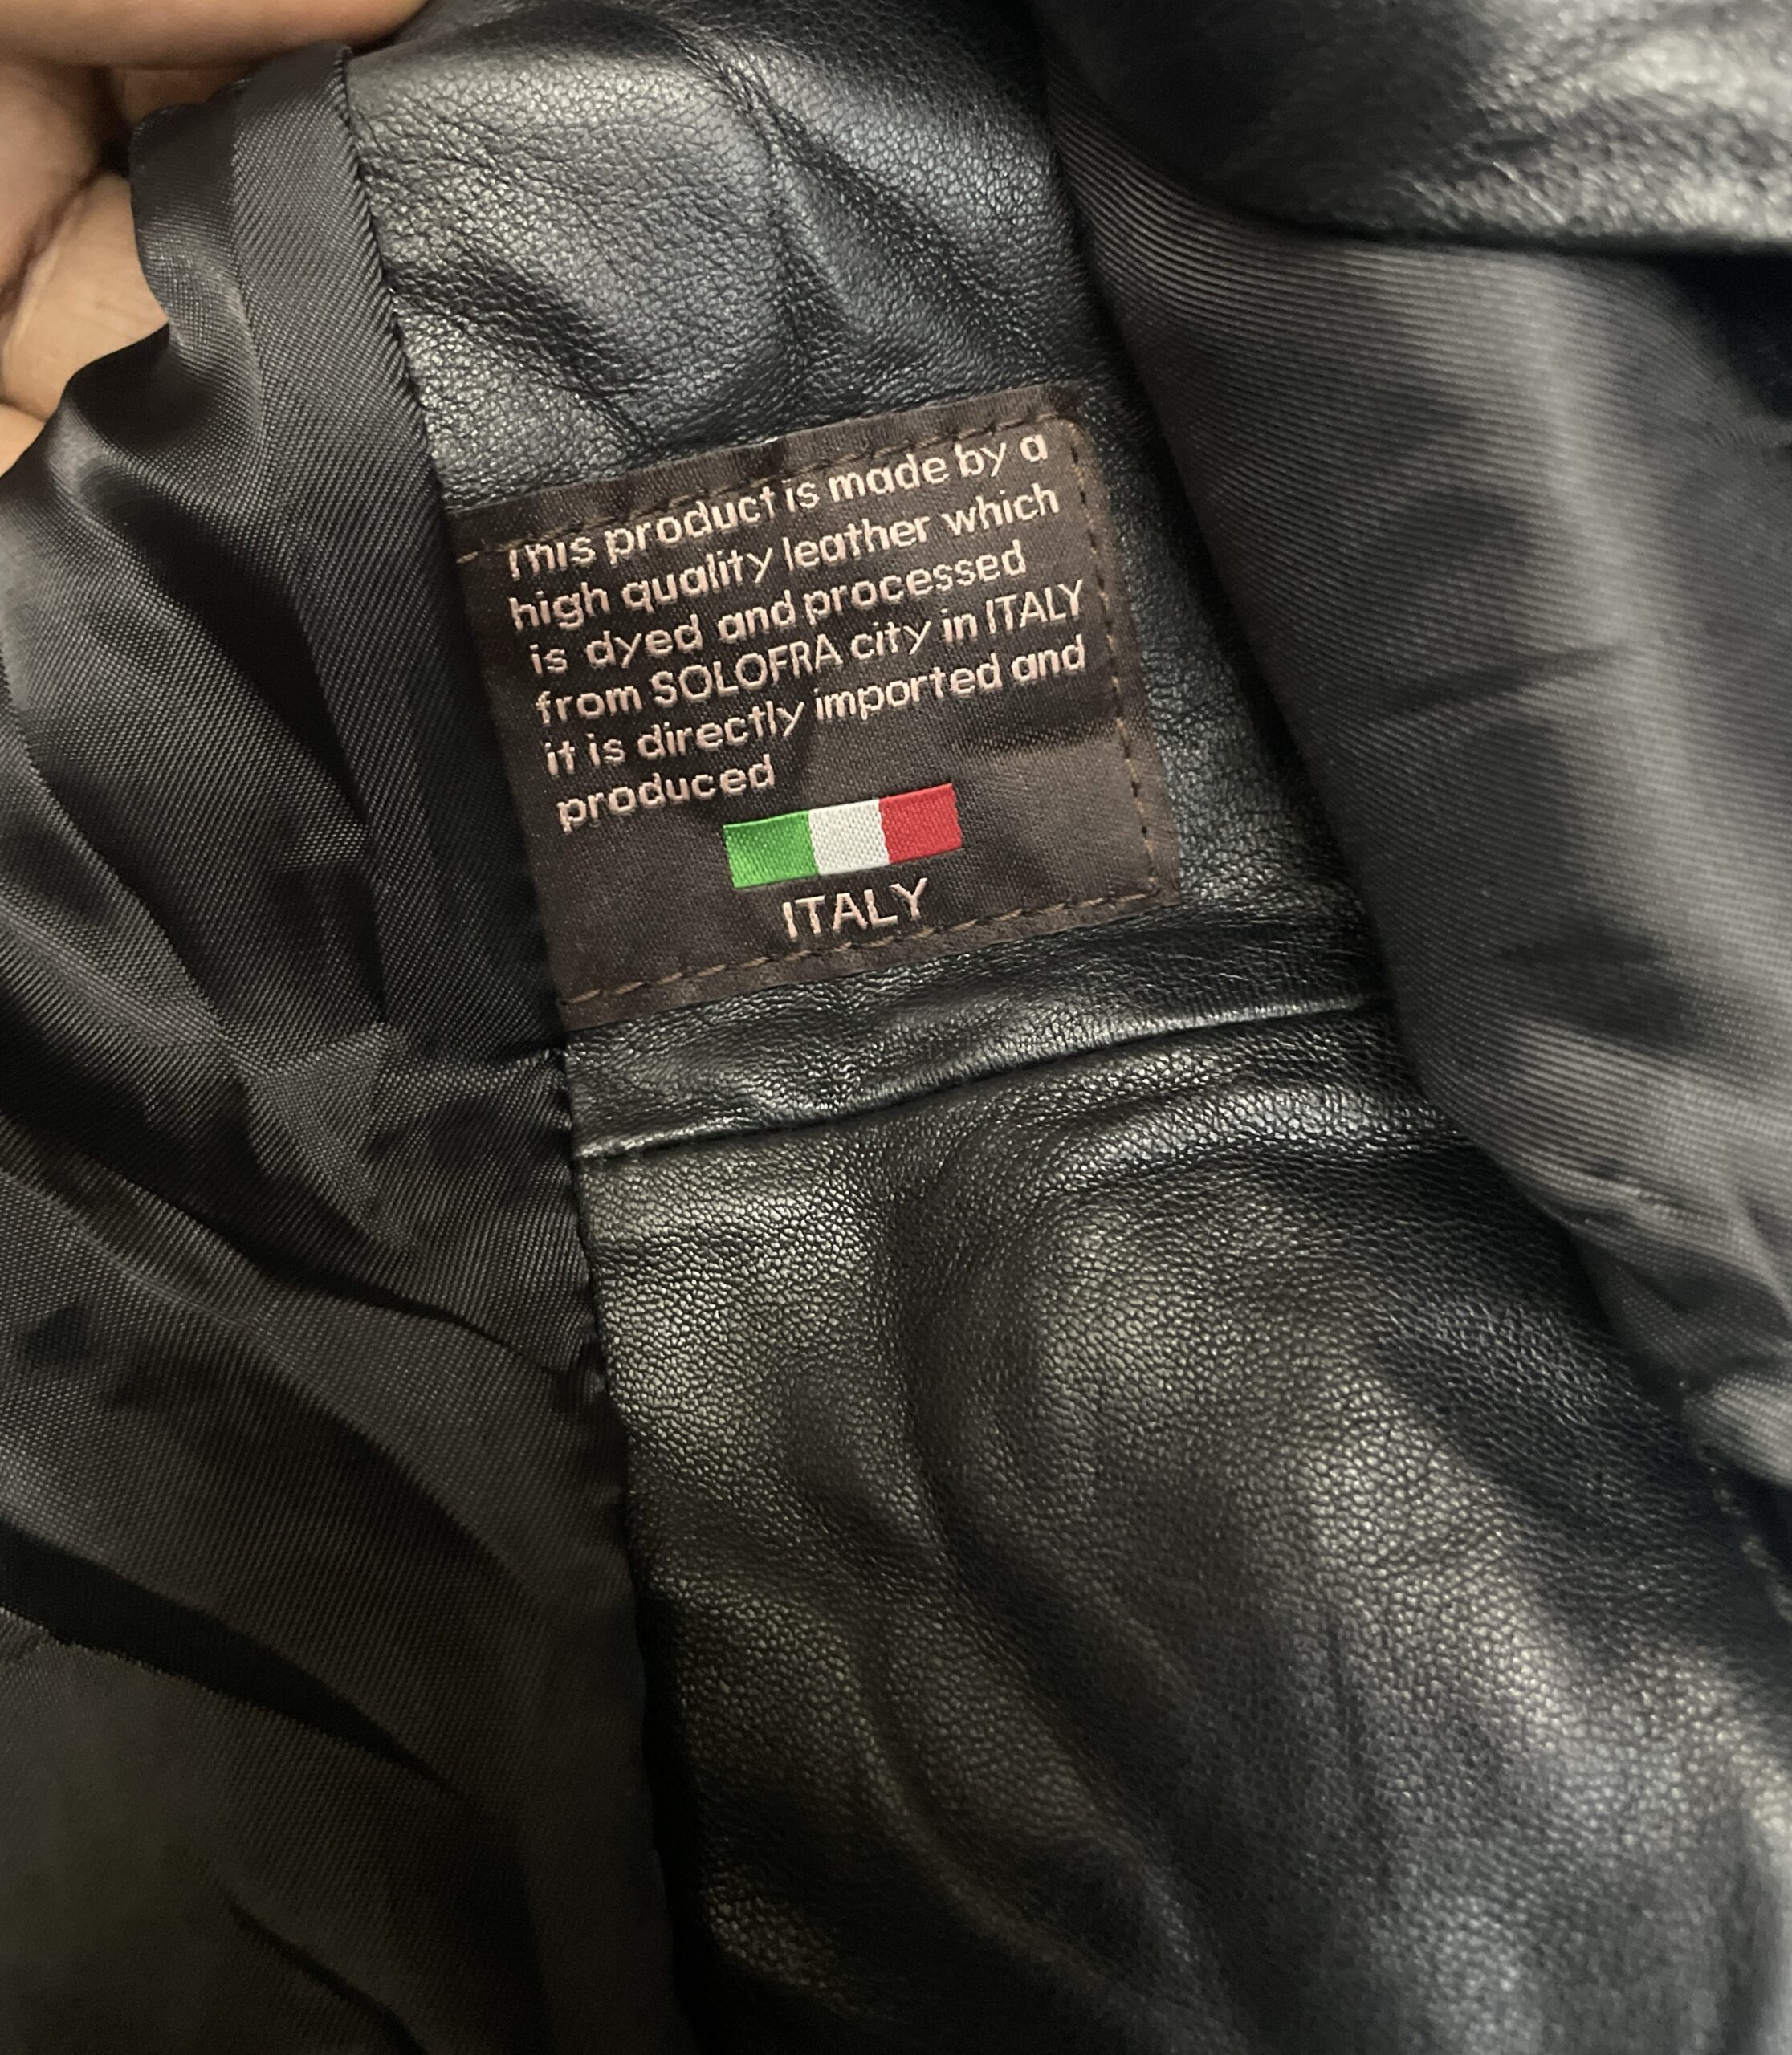 This product is made by a
high quality leather which
is dyed and processed
from SOLOFRA city in ITALY
it is directly imported and
produced
ITALY